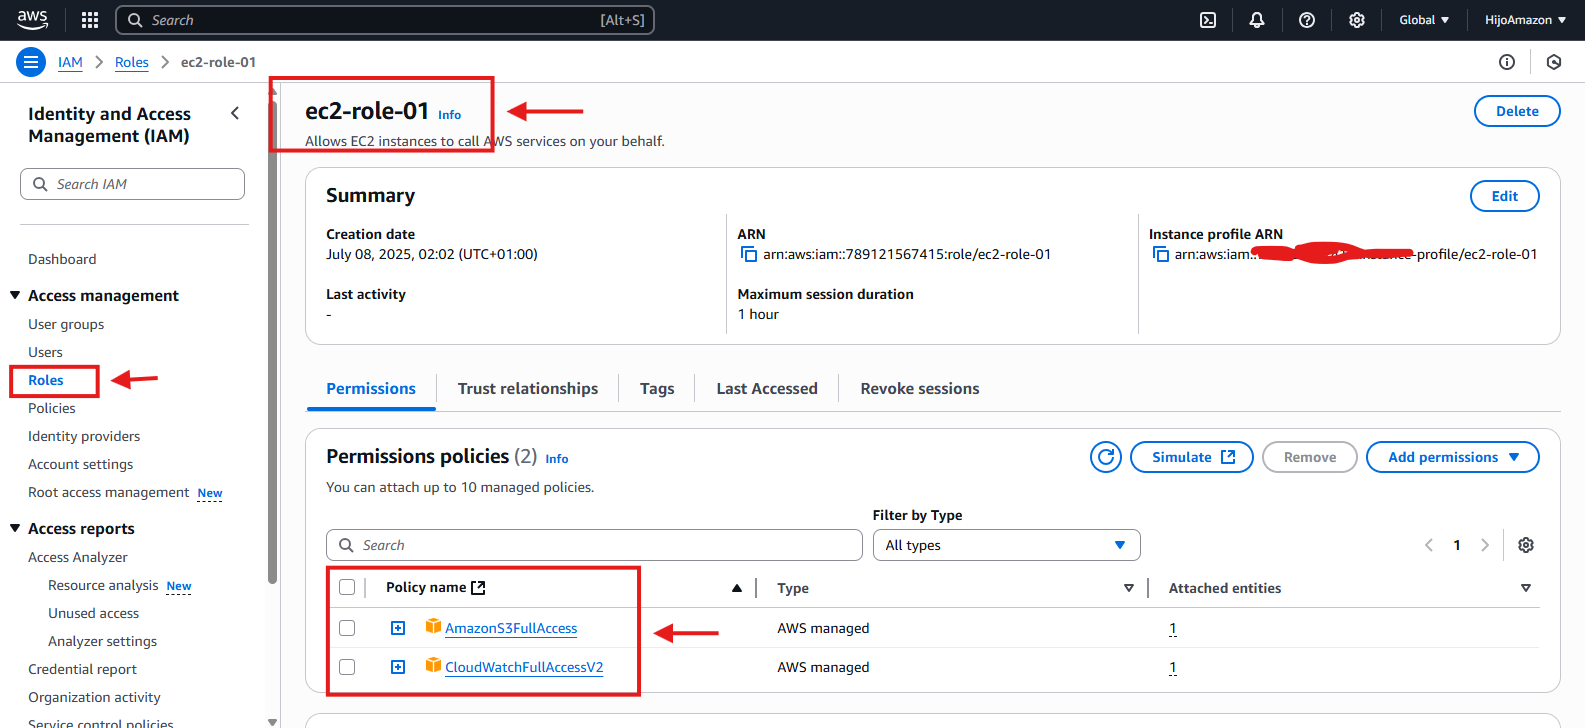 aws
Search [Alt+S]
Global
HijoAmazon
IAM
Roles
ec2-role-01
Identity and Access Management (IAM)
Search IAM
Dashboard
Access management
User groups
Users
Roles
Policies
Identity providers
Account settings
Root access management New
Access reports
Access Analyzer
Resource analysis New
Unused access
Analyzer settings
Credential report
Organization activity
Service control policies
ec2-role-01 Info
Delete
Allows EC2 instances to call AWS services on your behalf.
Summary
Edit
Creation date
July 08, 2025, 02:02 (UTC+01:00)
Last activity
-
ARN
arn:aws:iam::789121567415:role/ec2-role-01
Maximum session duration
1 hour
Instance profile ARN
arn:aws:iam: -profile/ec2-role-01
Permissions
Trust relationships
Tags
Last Accessed
Revoke sessions
Permissions policies (2) Info
Simulate
Remove
Add permissions
You can attach up to 10 managed policies.
Filter by Type
Search
All types
1
Policy name
Type
Attached entities
AmazonS3FullAccess
AWS managed
1
CloudWatchFullAccessV2
AWS managed
1